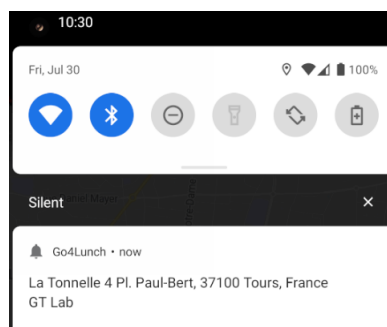 10:30
Fri, Jul 30
100%
Silent
Go4Lunch • now
La Tonnelle 4 Pl. Paul-Bert, 37100 Tours, France
GT Lab